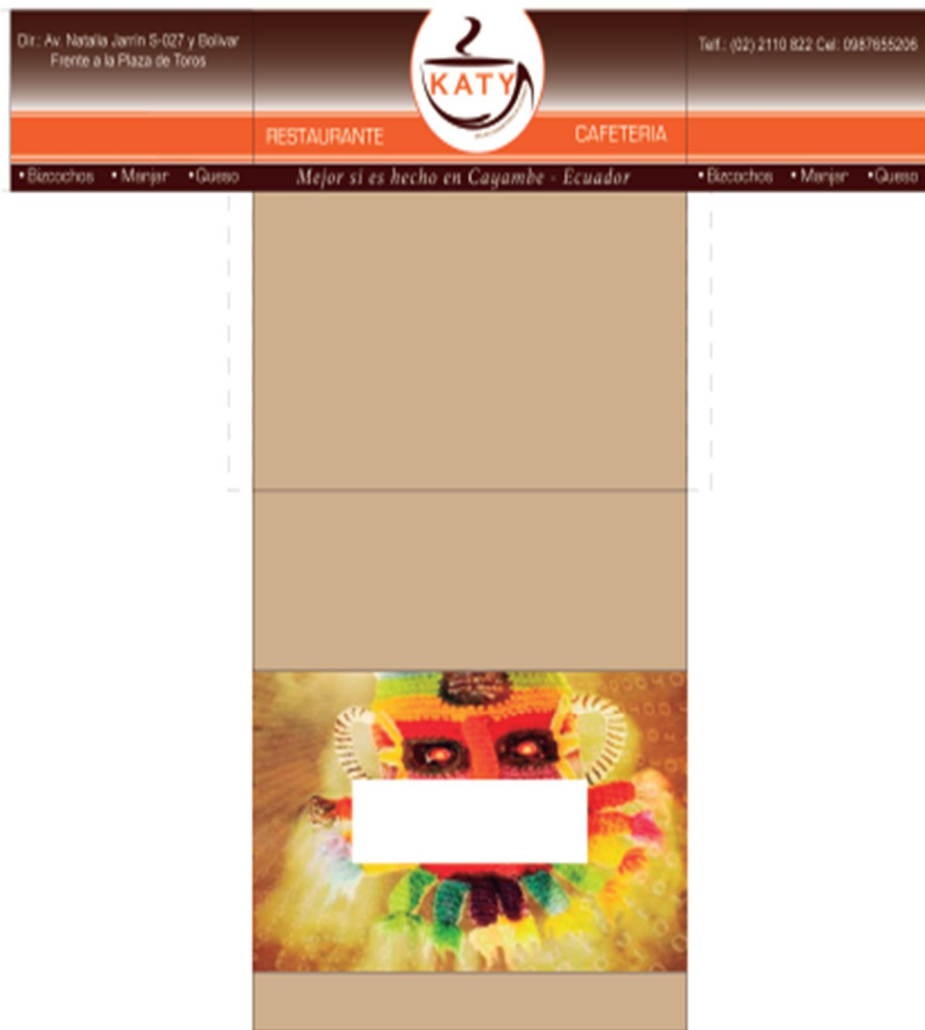 Dir.: Av. Natalia Jarrín S-027 y Bolívar
Frente a la Plaza de Toros
KATY
Telf.: (02) 2110 822 Cel: 0987655206
RESTAURANTE
CAFETERIA
• Bizcochos • Manjar • Queso
Mejor si es hecho en Cayambe - Ecuador
• Bizcochos • Manjar • Queso